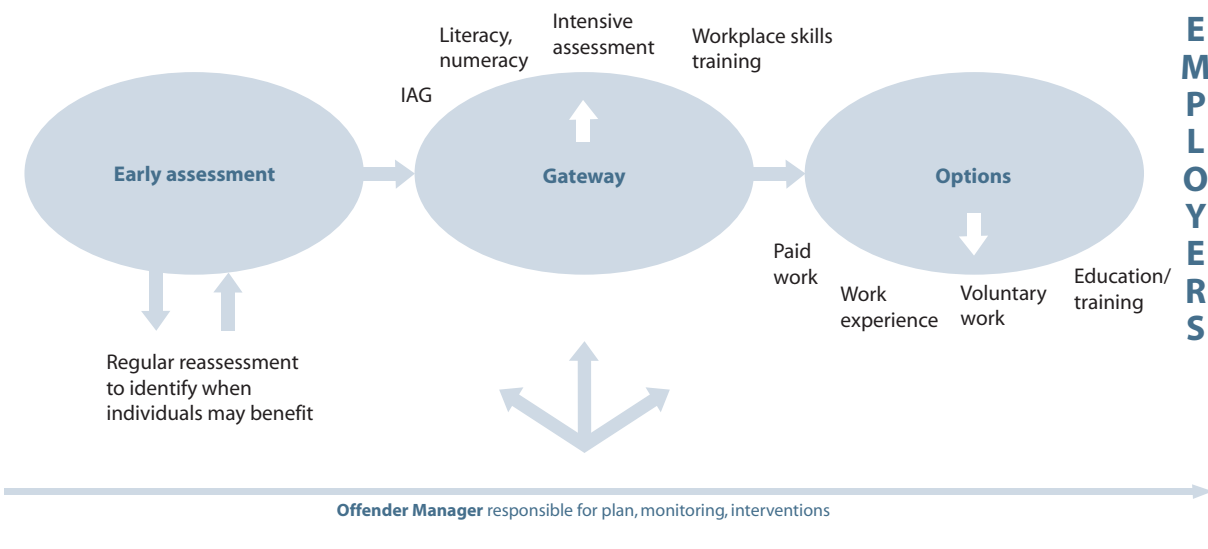 Intensive
assessment
Literacy,
numeracy
Workplace skills
training
IAG
Early assessment
Gateway
Options
Paid
work
Work
experience
Voluntary
work
Education/
training
Regular reassessment
to identify when
individuals may benefit
EMPLOYERS
Offender Manager responsible for plan, monitoring, interventions